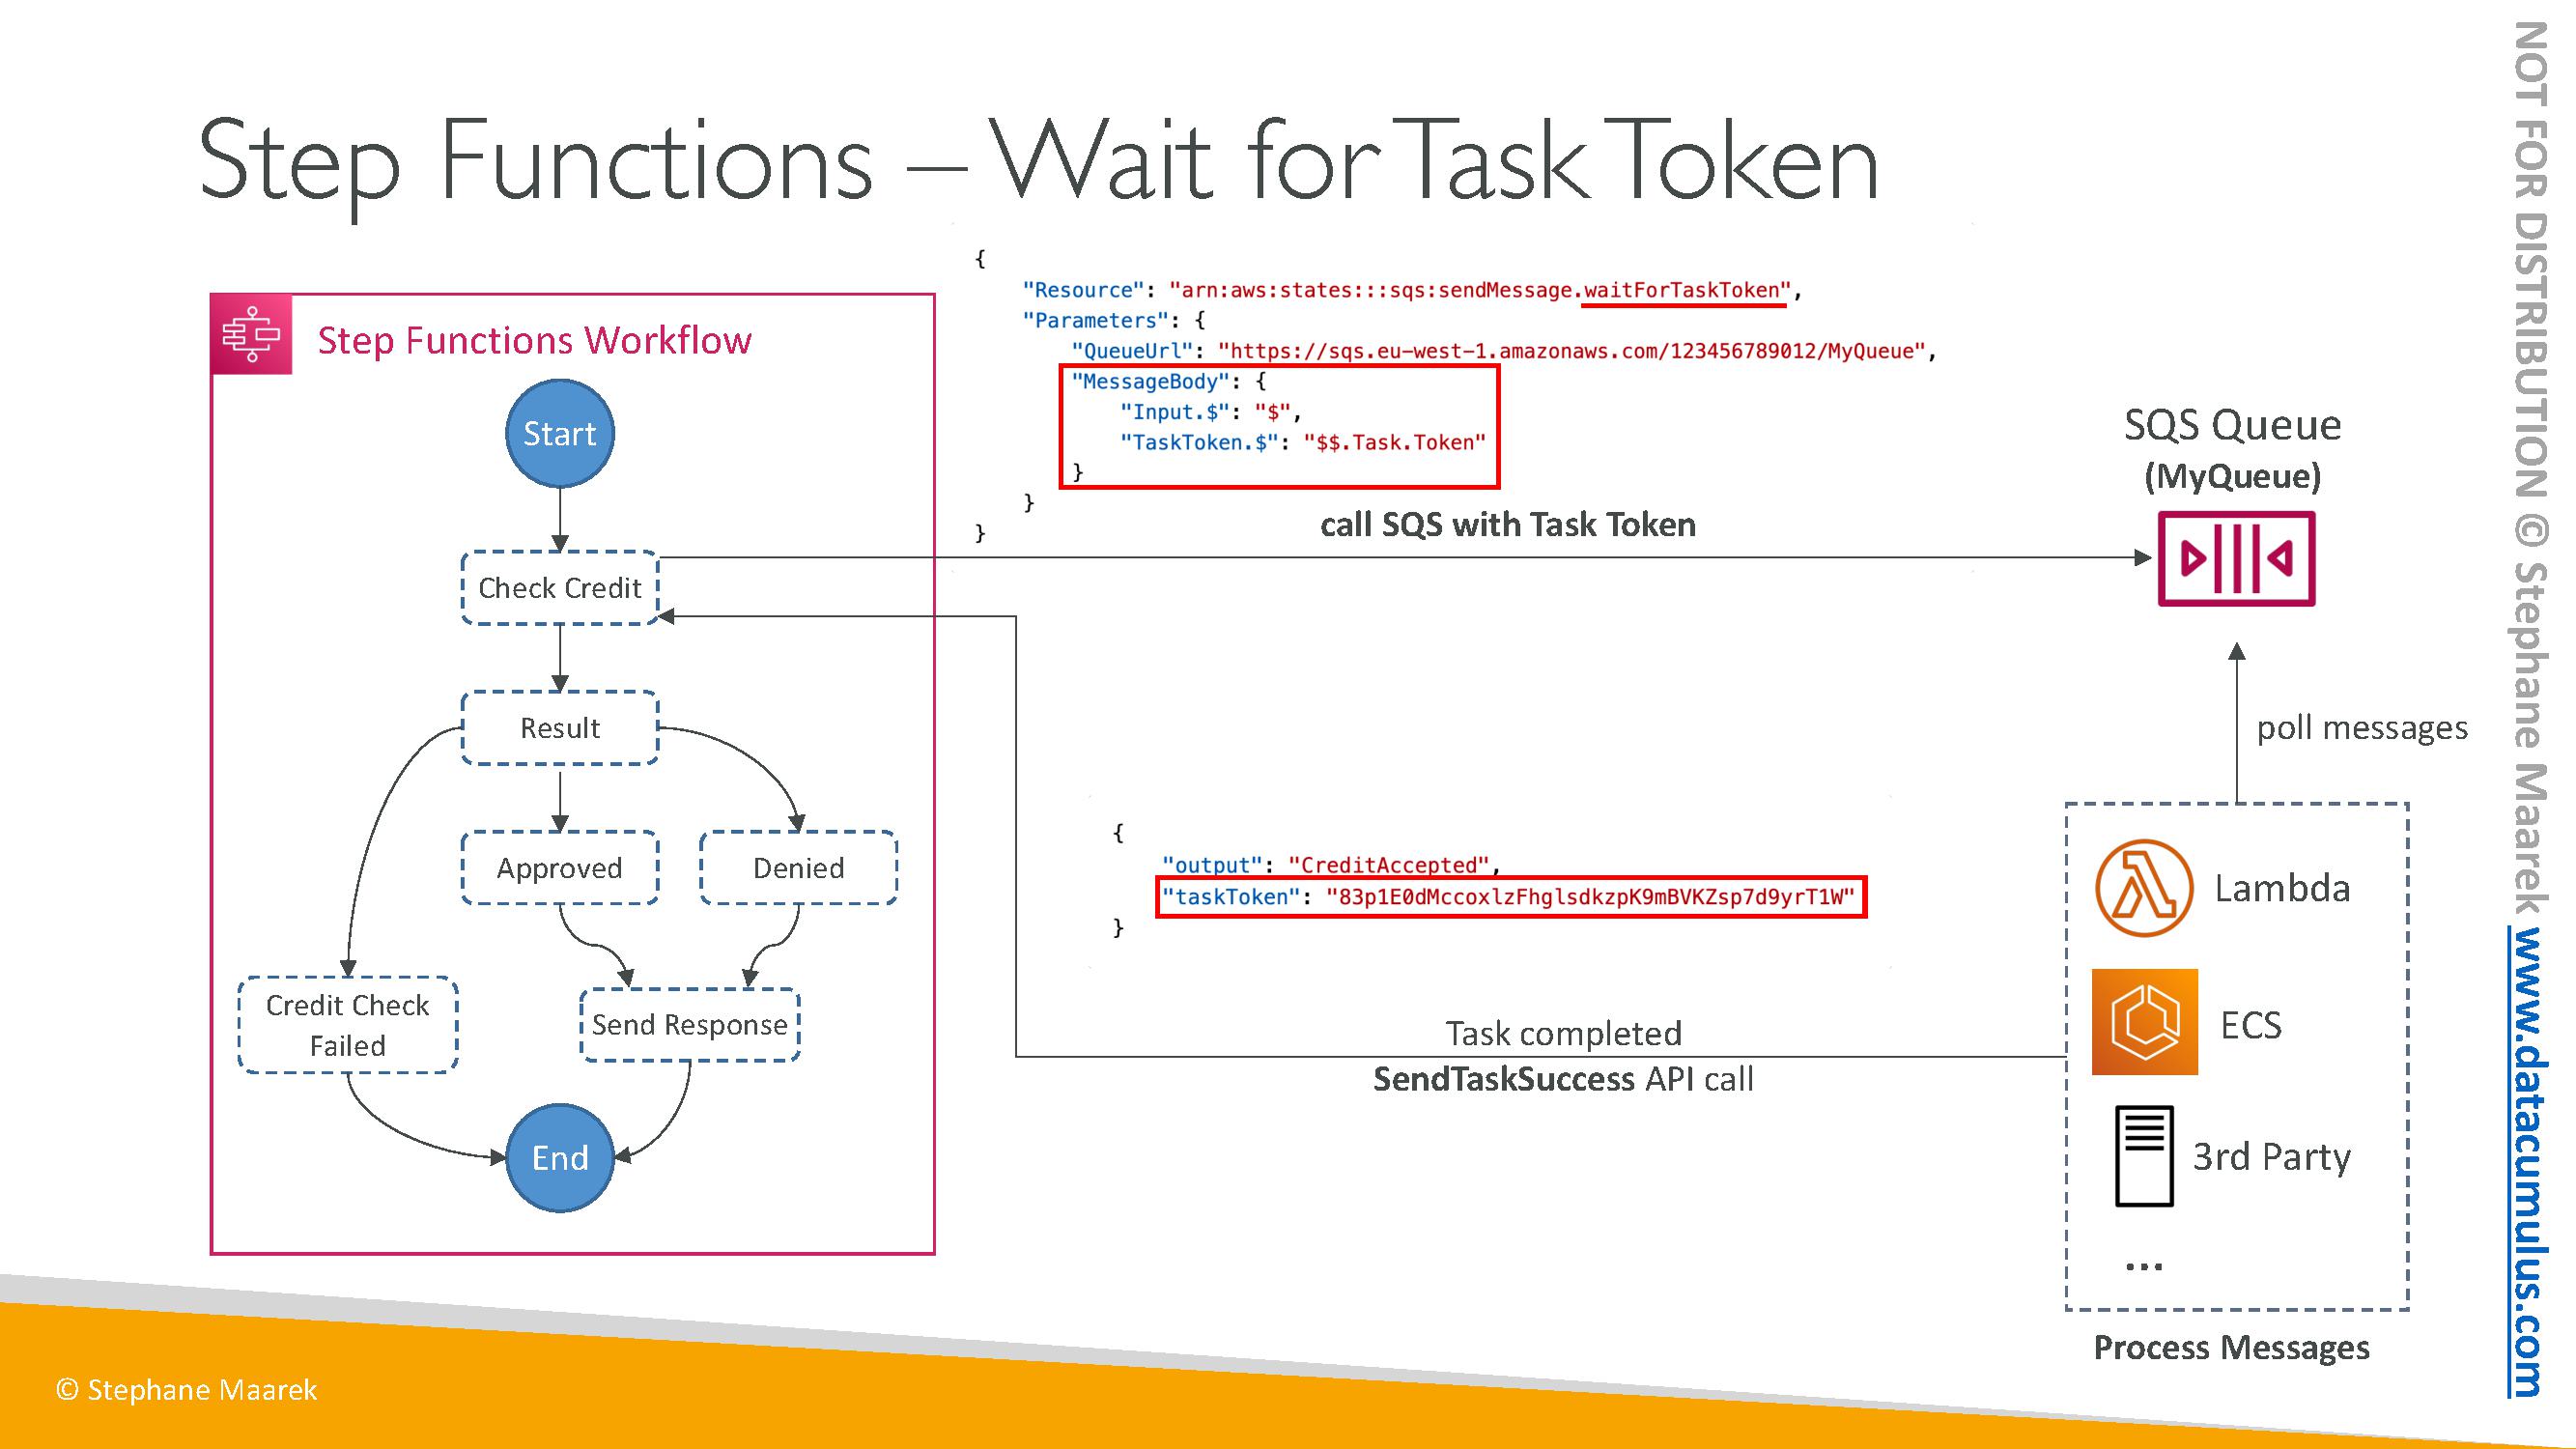 Step Functions – Wait for Task Token
Step Functions Workflow
Start
Check Credit
Result
Approved
Denied
Credit Check
Failed
Send Response
End
{
"Resource": "arn:aws:states:::sqs:sendMessage.waitForTaskToken",
"Parameters": {
"QueueUrl": "https://sqs.eu-west-1.amazonaws.com/123456789012/MyQueue",
"MessageBody": {
"Input.$": "$",
"TaskToken.$": "$$.Task.Token"
}
}
}
call SQS with Task Token
SQS Queue
(MyQueue)
poll messages
{
"output": "CreditAccepted",
"taskToken": "83p1E0dMccoxlzFhglsdkzpK9mBVKZsp7d9yrT1W"
}
Task completed
SendTaskSuccess API call
Lambda
ECS
3rd Party
...
Process Messages
© Stephane Maarek
NOT FOR DISTRIBUTION © Stephane Maarek www.datacumulus.com